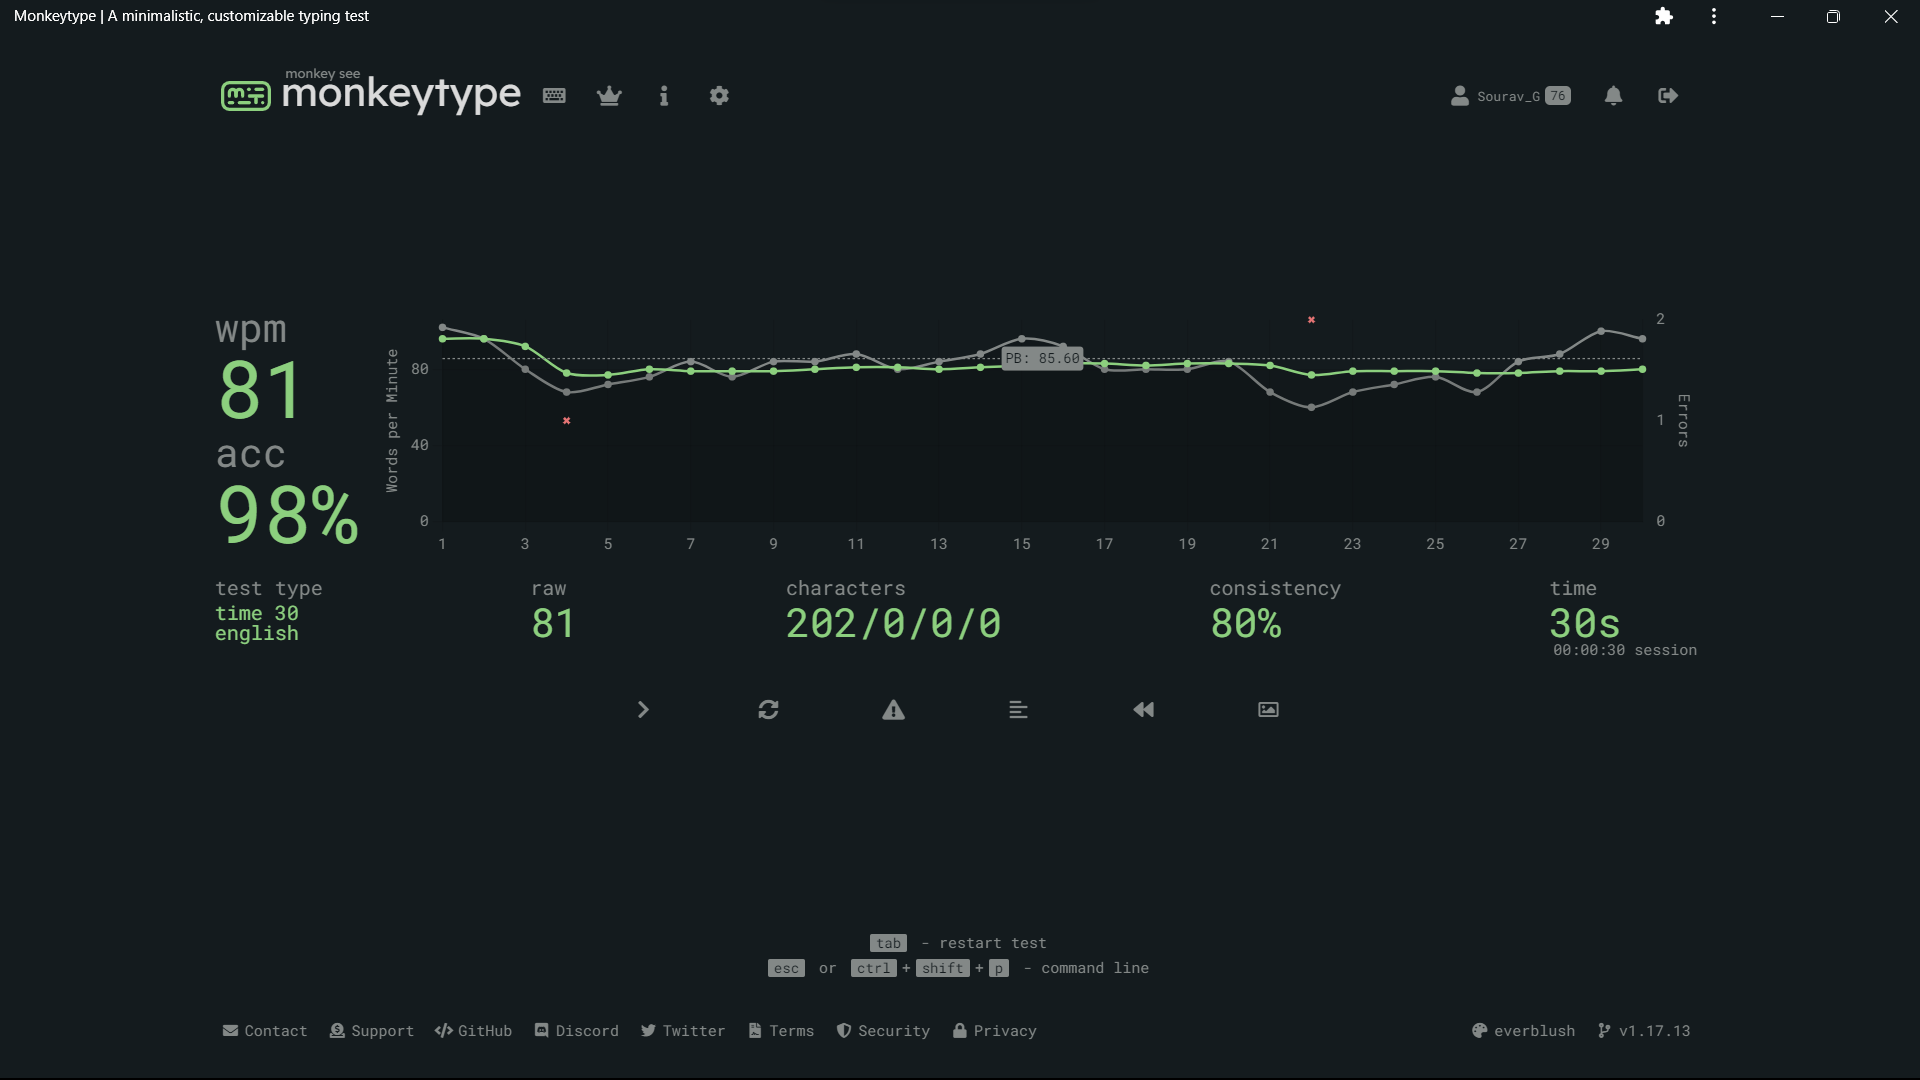 Monkeytype | A minimalistic, customizable typing test
monkey see
monkeytype
Sourav_G 76
wpm
81
acc
98%
Words per Minute
80
40
0
PB: 85.60
2
1
0
Errors
1 3 5 7 9 11 13 15 17 19 21 23 25 27 29
test type
time 30
english
raw
81
characters
202/0/0/0
consistency
80%
time
30s
00:00:30 session
tab - restart test
esc or ctrl + shift + p - command line
Contact Support GitHub Discord Twitter Terms Security Privacy everblush v1.17.13